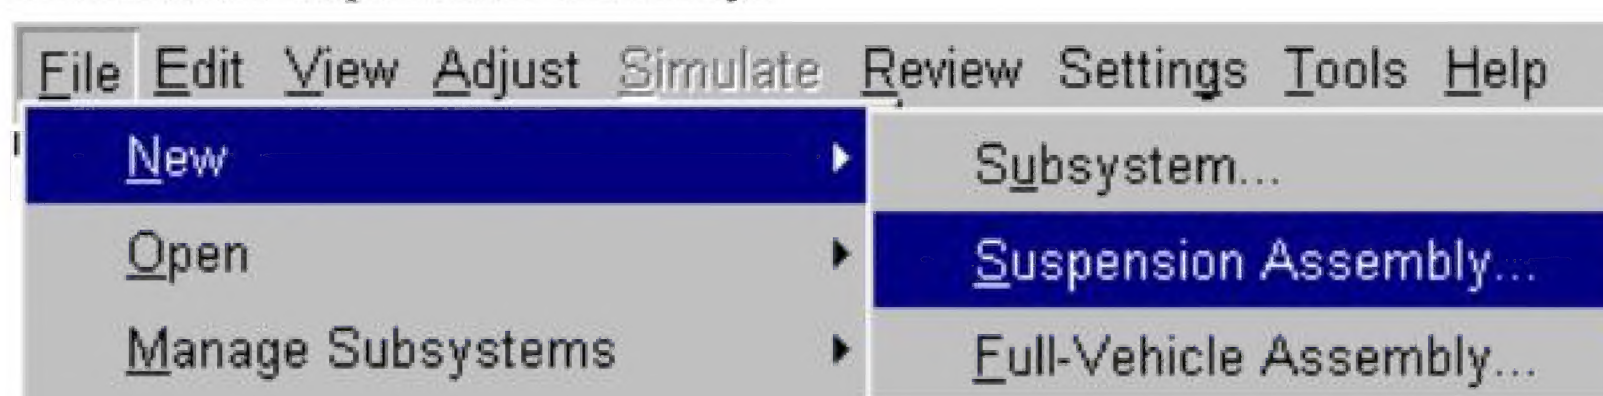 File Edit View Adjust Simulate Review Settings Tools Help
New
Subsystem...
Open
Suspension Assembly...
Manage Subsystems
Full-Vehicle Assembly...